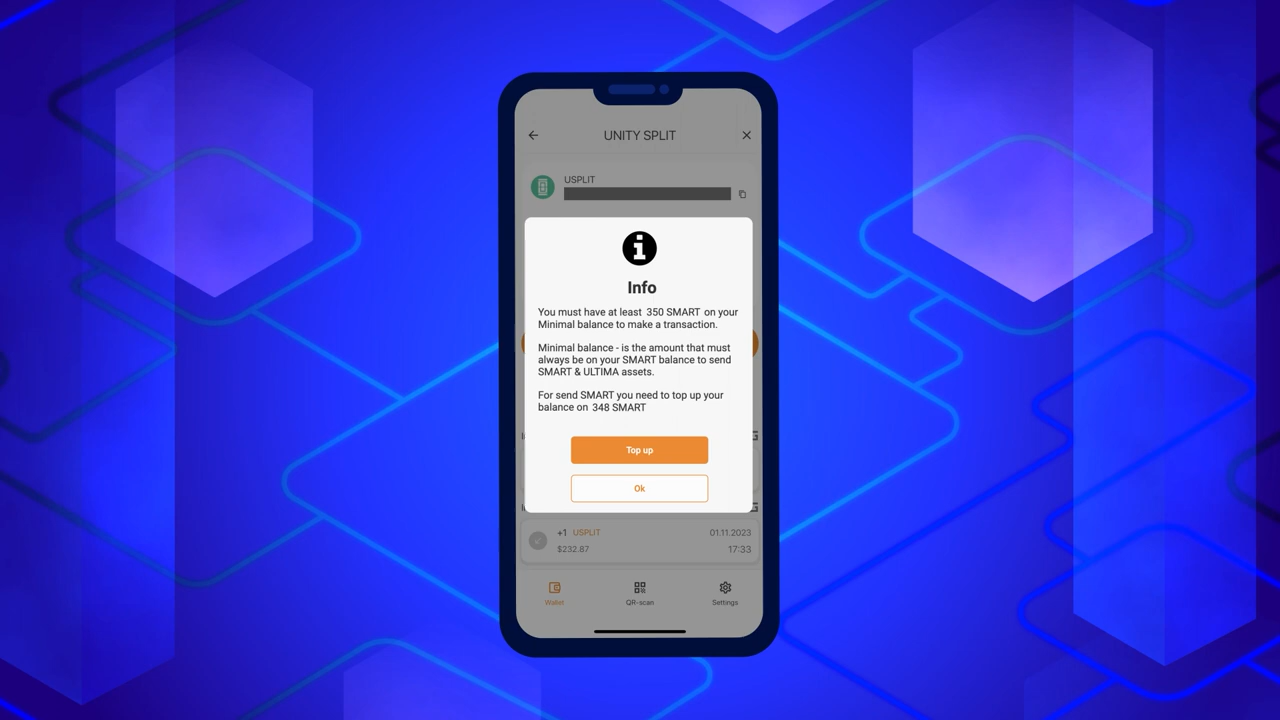 UNITY SPLIT
USPLIT
Info
You must have at least 350 SMART on your
Minimal balance to make a transaction.
Minimal balance - is the amount that must
always be on your SMART balance to send
SMART & ULTIMA assets.
For send SMART you need to top up your
balance on 348 SMART
Top up
Ok
+1 USPLIT 01.11.2023
$232.87 17:33
Wallet QR-scan Settings